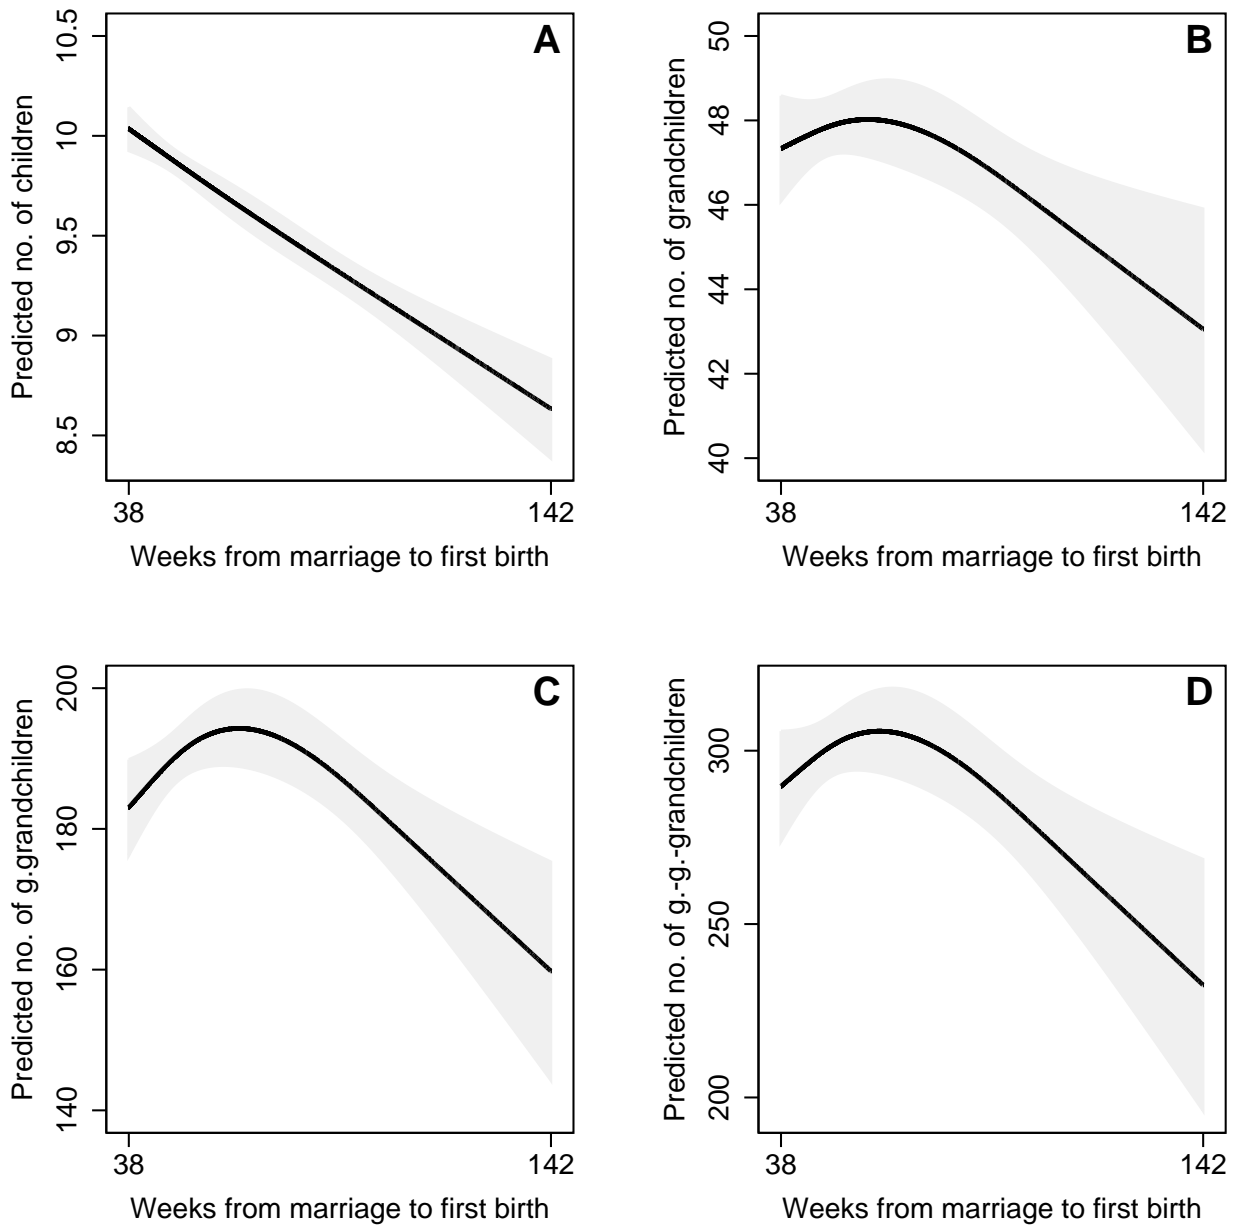 A
Predicted no. of children
10.5
10
9.5
9
8.5
38
142
Weeks from marriage to first birth
B
Predicted no. of grandchildren
50
48
46
44
42
40
38
142
Weeks from marriage to first birth
C
Predicted no. of g.grandchildren
200
180
160
140
38
142
Weeks from marriage to first birth
D
Predicted no. of g.-g.-grandchildren
300
250
200
38
142
Weeks from marriage to first birth